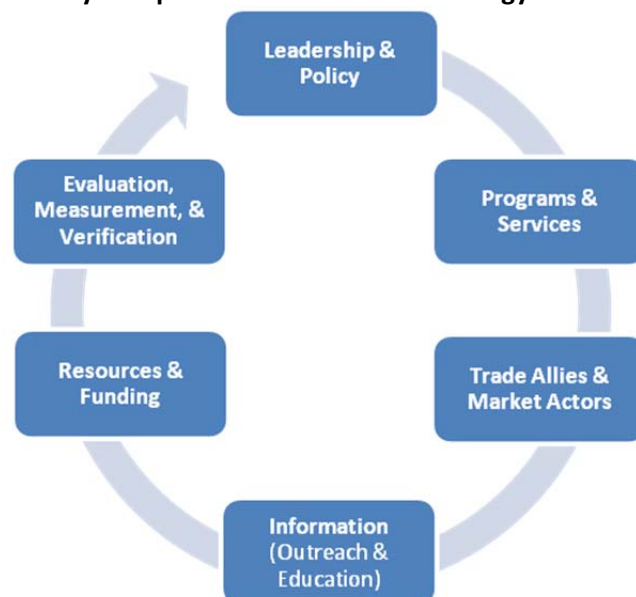 Leadership &
Policy
Programs &
Services
Trade Allies &
Market Actors
Information
(Outreach &
Education)
Resources &
Funding
Evaluation,
Measurement, &
Verification